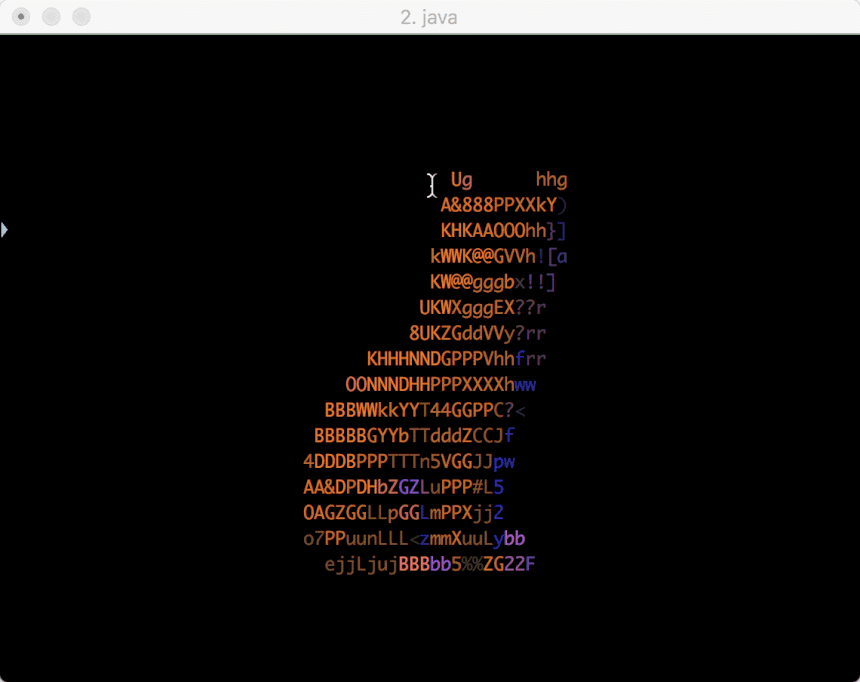 2. java
Ug      hhg
A&888PPXXkY)
KHKAAOOOhh}]
kWWK@@GVVh![a
KW@@gggbx!!]
UKWXgggEX??r
8UKZGddVVy?rr
KHHHNNDGPPPVhhfrr
OONNNDHHPPPXXXXhww
BBBWWkkYYT44GGPPC?<
BBBBBGYYbTTdddZCCJf
4DDDBPPPTTTn5VGGJJpw
AA&DPDHbZGZLuPPP#L5
OAGZGGLLpGGLmPPXjj2
o7PPuunLLL<zmmXuuLybb
ejjLjujBBBbb5%%ZG22F